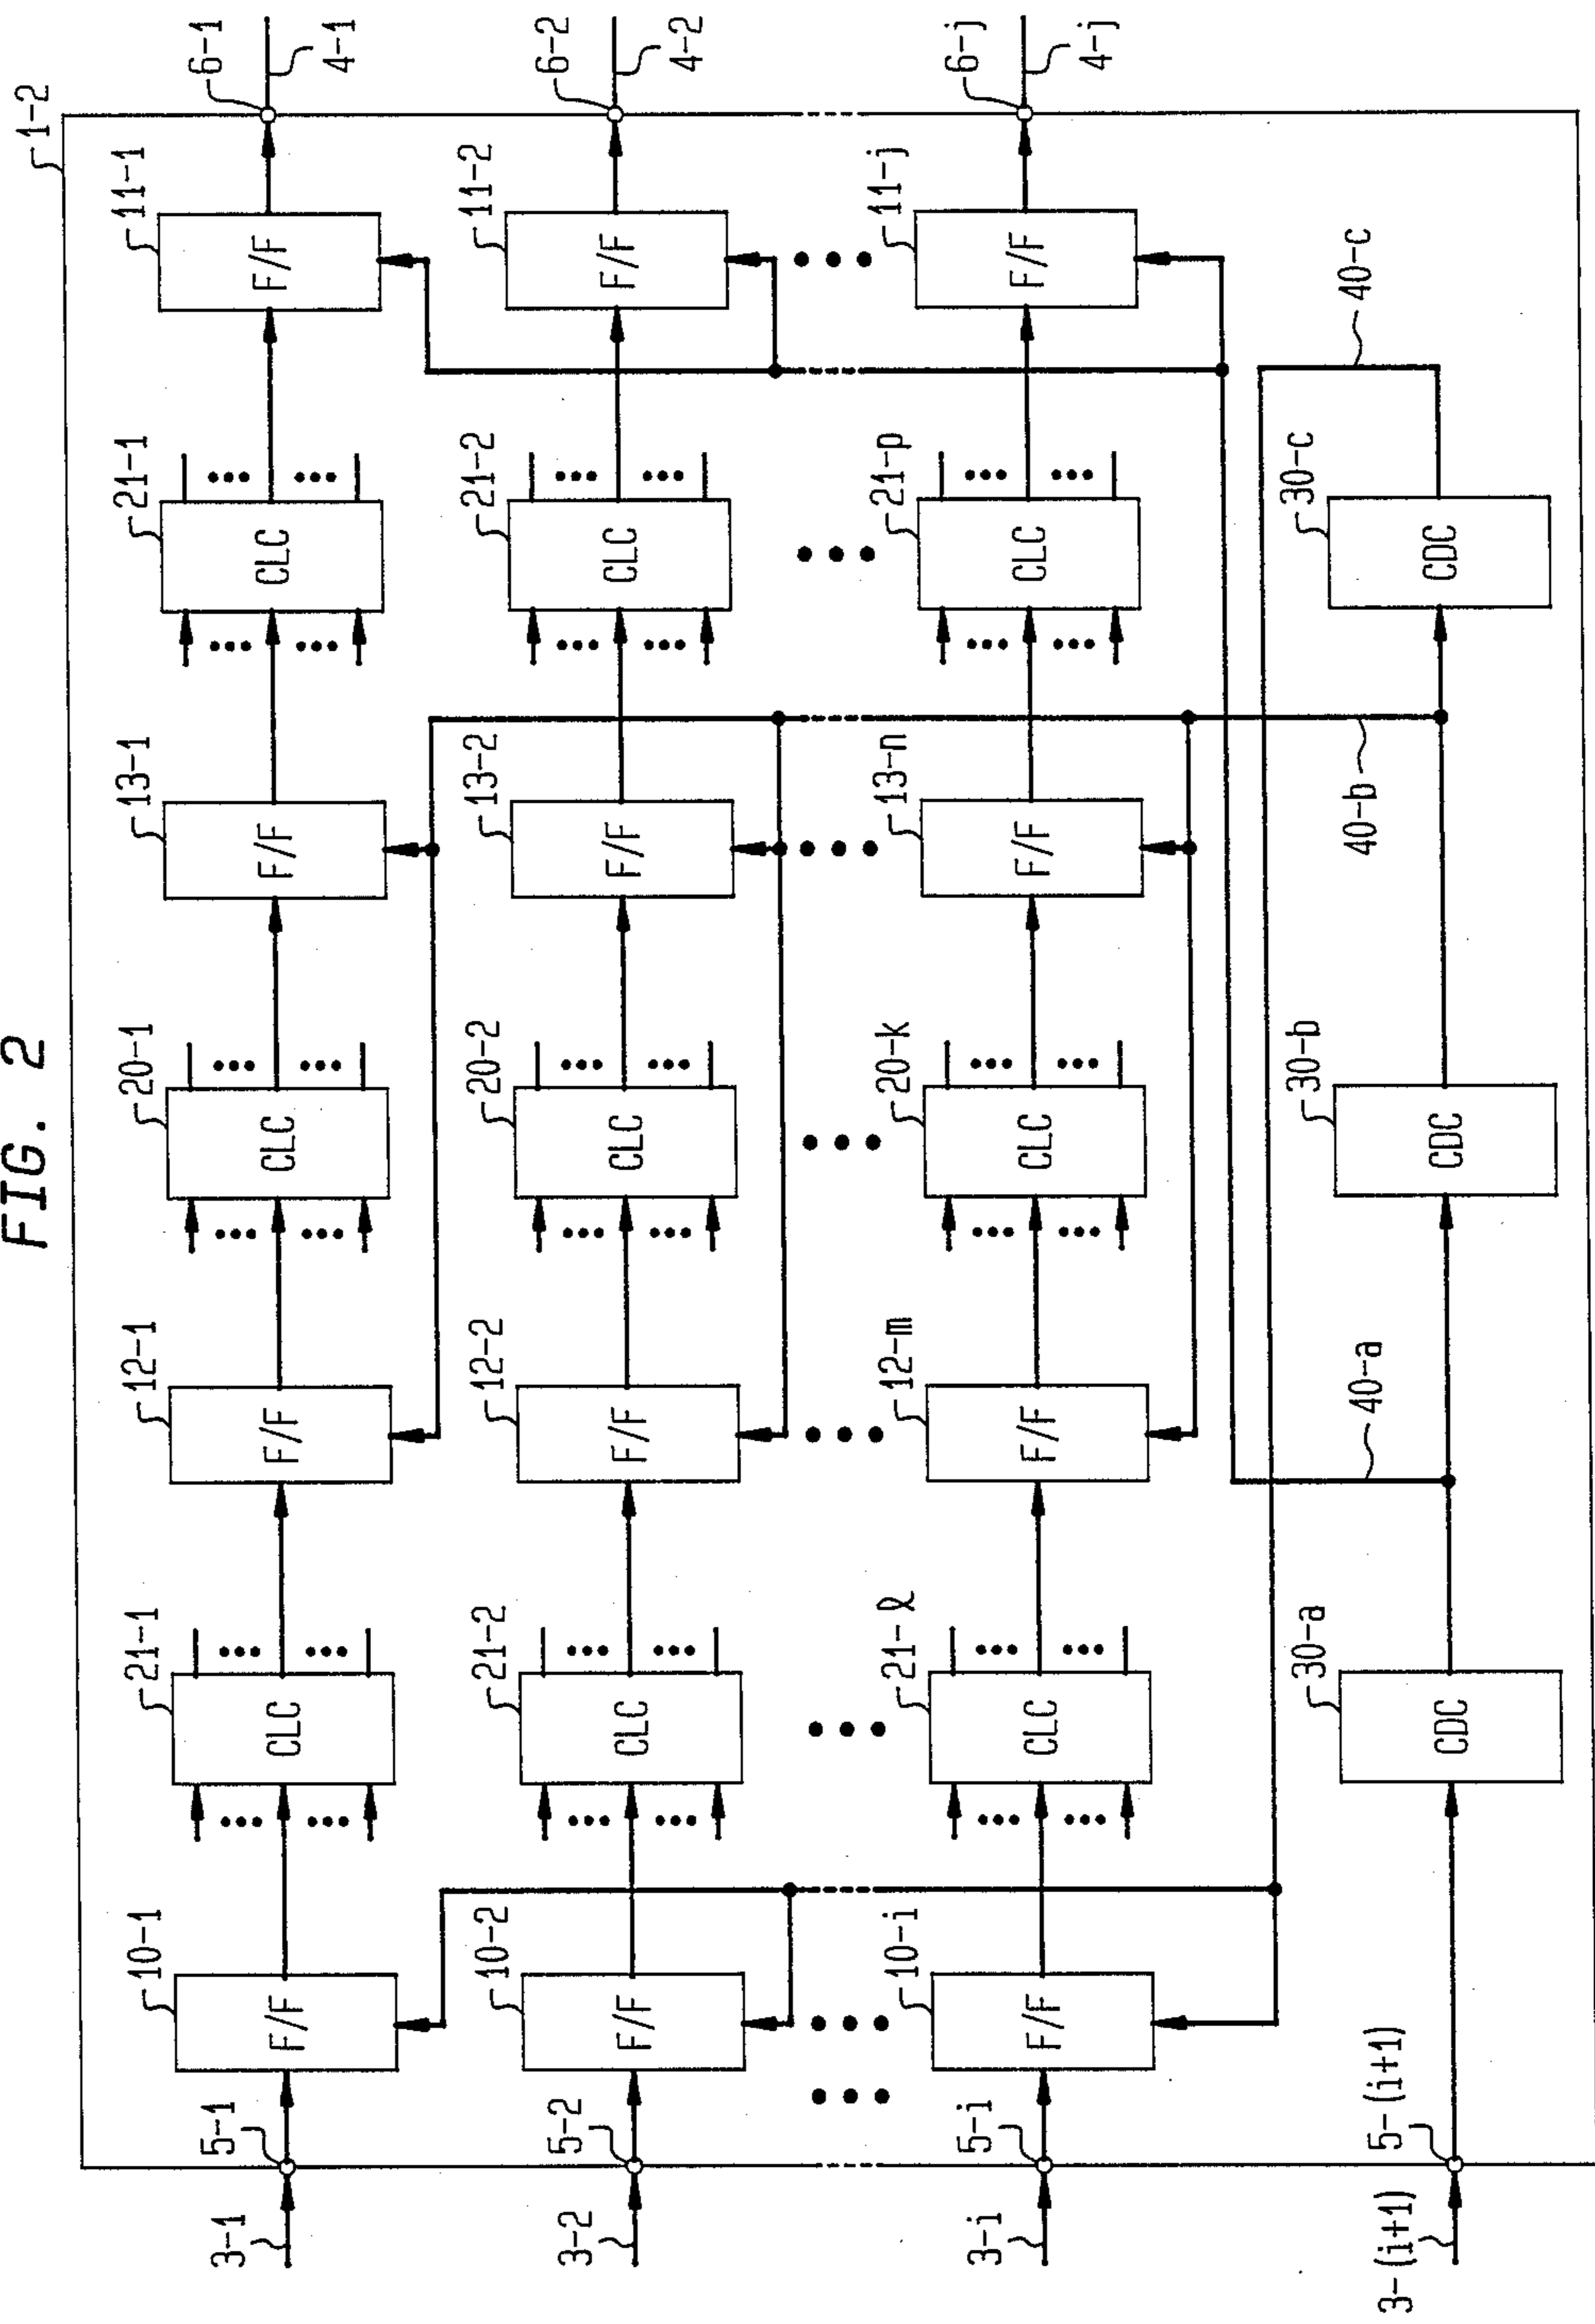 FIG. 2
1-2
3-1 5-1 10-1 21-1 12-1 20-1 13-1 21-1 11-1 6-1
F/F CLC F/F CLC F/F CLC F/F
4-1
3-2 5-2 10-2 21-2 12-2 20-2 13-2 21-2 11-2 6-2
F/F CLC F/F CLC F/F CLC F/F
4-2
3-i 5-i 10-i 21-ℓ 12-m 20-k 13-n 21-p 11-j 6-j
F/F CLC F/F CLC F/F CLC F/F
4-j
40-a 40-b 40-c
3-(i+1) 5-(i+1) 30-a 30-b 30-c
CDC CDC CDC